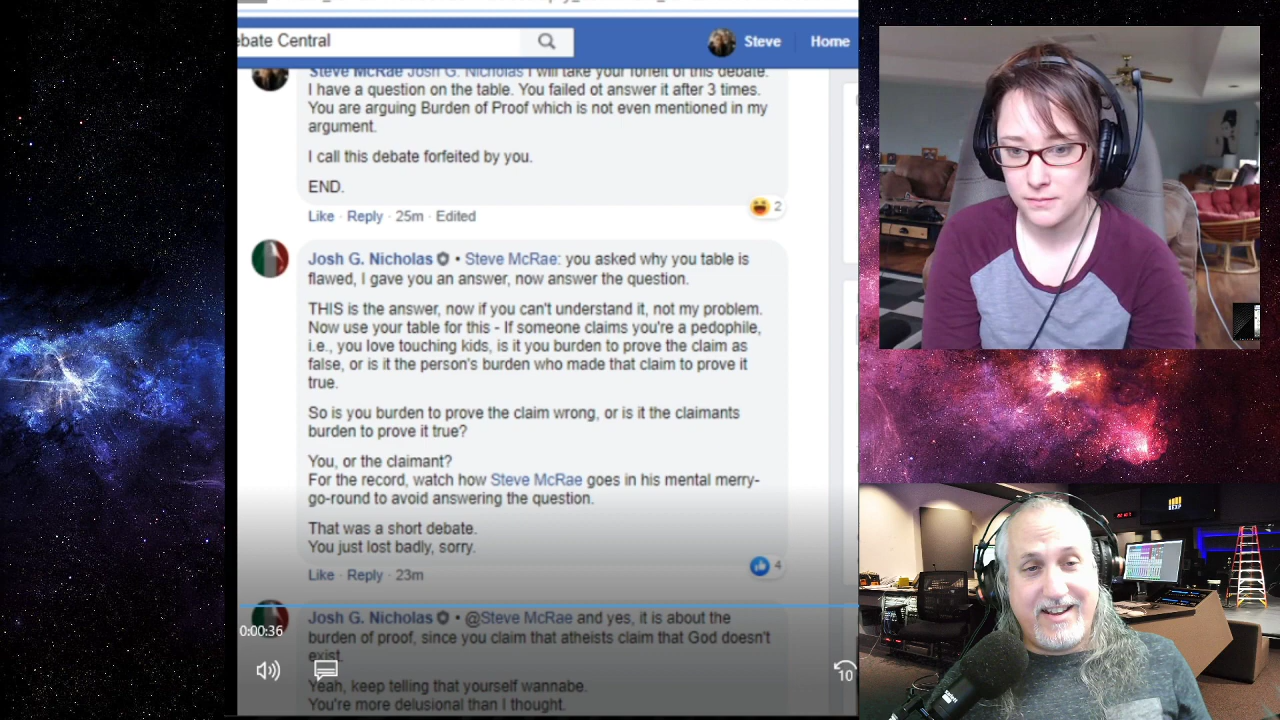 ebate Central
Steve
Home
Steve McRae Josh G. Nicholas I will take your forfeit of this debate.
I have a question on the table. You failed ot answer it after 3 times.
You are arguing Burden of Proof which is not even mentioned in my
argument.
I call this debate forfeited by you.
END.
Like · Reply · 25m · Edited
2
Josh G. Nicholas • Steve McRae: you asked why you table is
flawed, I gave you an answer, now answer the question.
THIS is the answer, now if you can't understand it, not my problem.
Now use your table for this - If someone claims you're a pedophile,
i.e., you love touching kids, is it you burden to prove the claim as
false, or is it the person's burden who made that claim to prove it
true.
So is you burden to prove the claim wrong, or is it the claimants
burden to prove it true?
You, or the claimant?
For the record, watch how Steve McRae goes in his mental merry-
go-round to avoid answering the question.
That was a short debate.
You just lost badly, sorry.
Like · Reply · 23m
4
Josh G. Nicholas • @Steve McRae and yes, it is about the
0:00:36
burden of proof, since you claim that atheists claim that God doesn't
exist.
10
Yeah, keep telling that yourself wannabe.
You're more delusional than I thought.